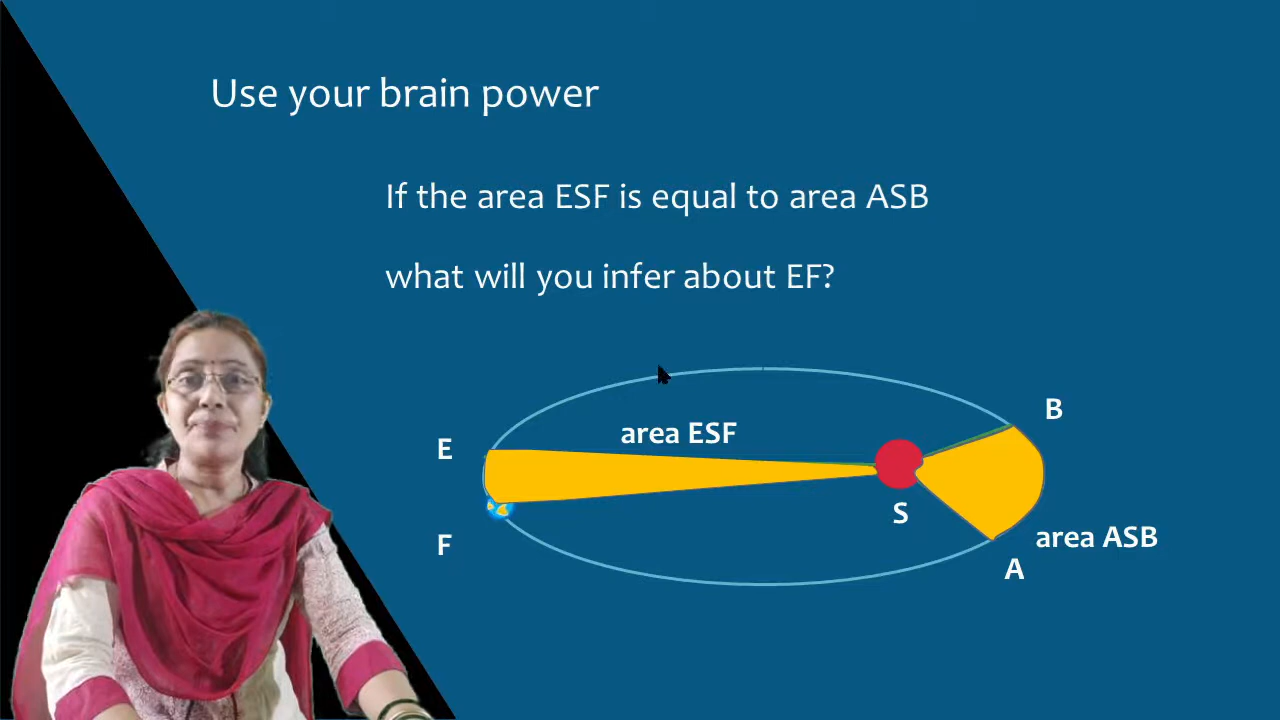 Use your brain power
If the area ESF is equal to area ASB
what will you infer about EF?
B
E
area ESF
S
F
area ASB
A